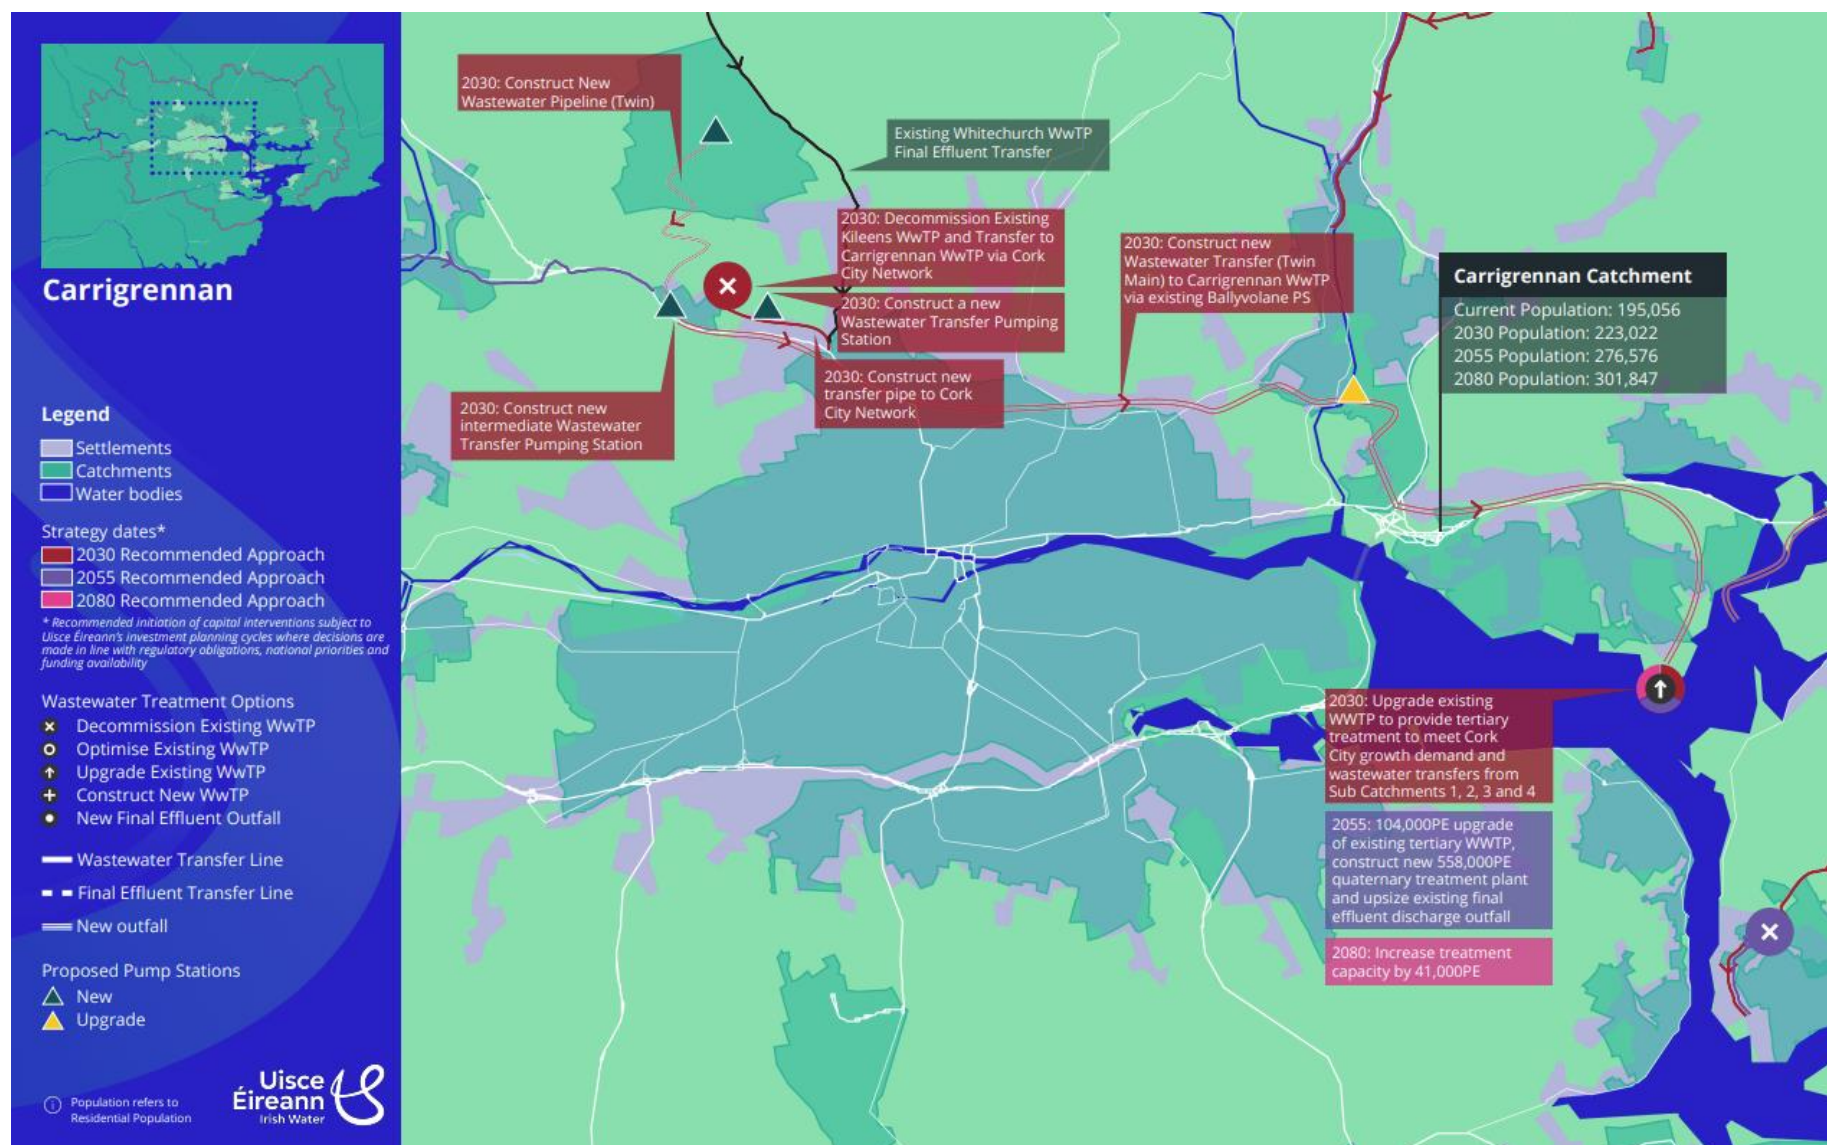 Carrigrennan
Legend
Settlements
Catchments
Water bodies
Strategy dates*
2030 Recommended Approach
2055 Recommended Approach
2080 Recommended Approach
* Recommended initiation of capital interventions subject to
Uisce Éireann's investment planning cycles where decisions are
made in line with regulatory obligations, national priorities and
funding availability
Wastewater Treatment Options
Decommission Existing WwTP
Optimise Existing WwTP
Upgrade Existing WwTP
Construct New WwTP
New Final Effluent Outfall
Wastewater Transfer Line
Final Effluent Transfer Line
New outfall
Proposed Pump Stations
New
Upgrade
Population refers to
Residential Population
Uisce
Éireann
Irish Water
2030: Construct New
Wastewater Pipeline (Twin)
Existing Whitechurch WwTP
Final Effluent Transfer
2030: Decommission Existing
Kileens WwTP and Transfer to
Carrigrennan WwTP via Cork
City Network
2030: Construct a new
Wastewater Transfer Pumping
Station
2030: Construct new
transfer pipe to Cork
City Network
2030: Construct new
intermediate Wastewater
Transfer Pumping Station
2030: Construct new
Wastewater Transfer (Twin
Main) to Carrigrennan WwTP
via existing Ballyvolane PS
Carrigrennan Catchment
Current Population: 195,056
2030 Population: 223,022
2055 Population: 276,576
2080 Population: 301,847
2030: Upgrade existing
WWTP to provide tertiary
treatment to meet Cork
City growth demand and
wastewater transfers from
Sub Catchments 1, 2, 3 and 4
2055: 104,000PE upgrade
of existing tertiary WWTP,
construct new 558,000PE
quaternary treatment plant
and upsize existing final
effluent discharge outfall
2080: Increase treatment
capacity by 41,000PE